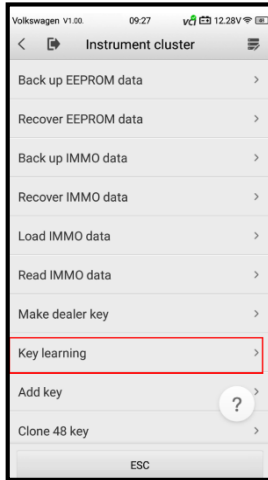 Volkswagen V1.00. 09:27 vci 12.28V
Instrument cluster
Back up EEPROM data
Recover EEPROM data
Back up IMMO data
Recover IMMO data
Load IMMO data
Read IMMO data
Make dealer key
Key learning
Add key
?
Clone 48 key
ESC